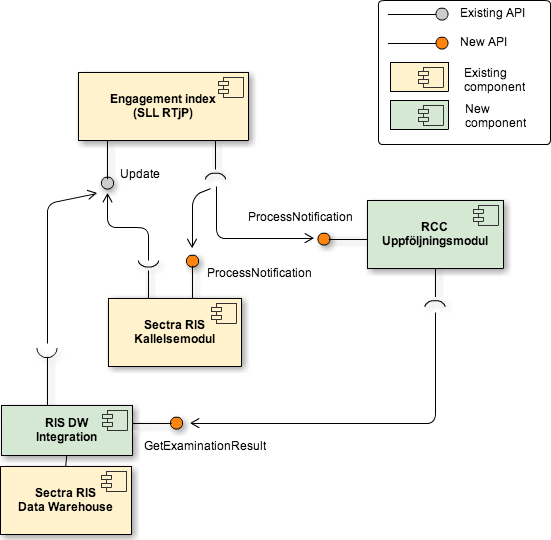 Existing API
New API
Existing
component
New
component
Engagement index
(SLL RTjP)
Update
ProcessNotification
RCC
Uppföljningsmodul
ProcessNotification
Sectra RIS
Kallelsemodul
RIS DW
Integration
GetExaminationResult
Sectra RIS
Data Warehouse